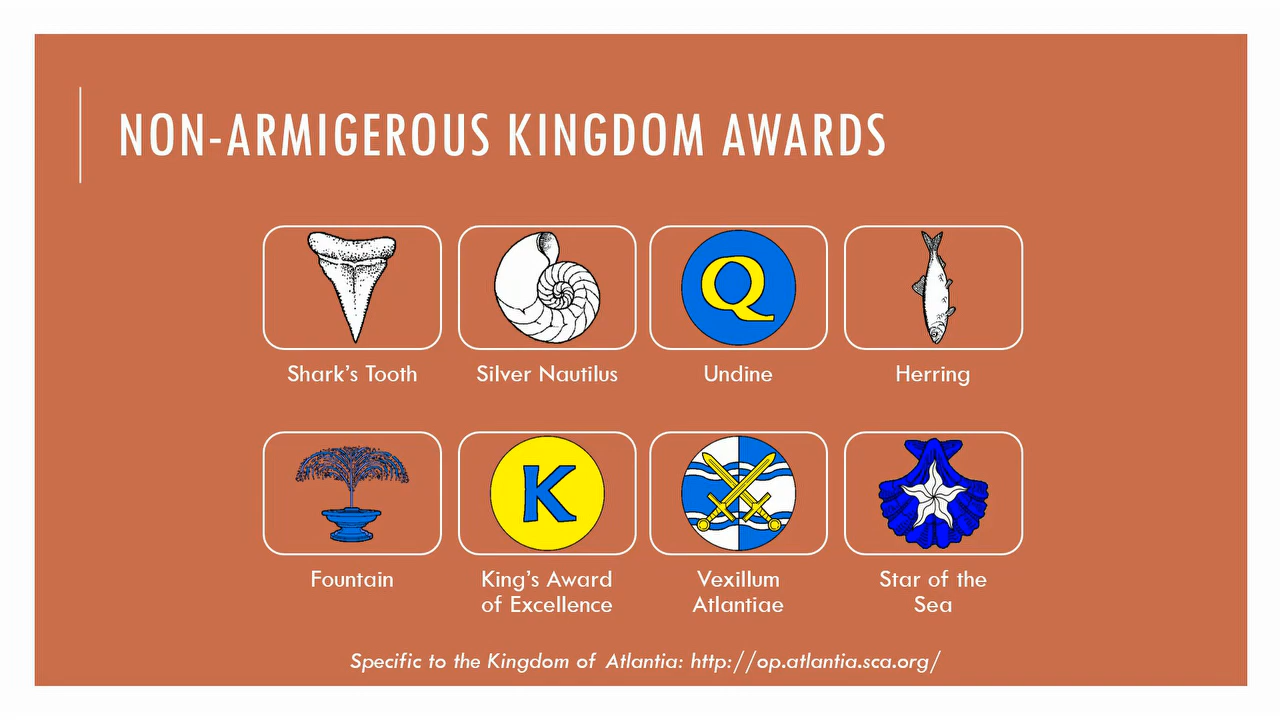 NON-ARMIGEROUS KINGDOM AWARDS
Q
Shark's Tooth
Silver Nautilus
Undine
Herring
K
Fountain
King's Award
of Excellence
Vexillum
Atlantiae
Star of the
Sea
Specific to the Kingdom of Atlantia: http://op.atlantia.sca.org/